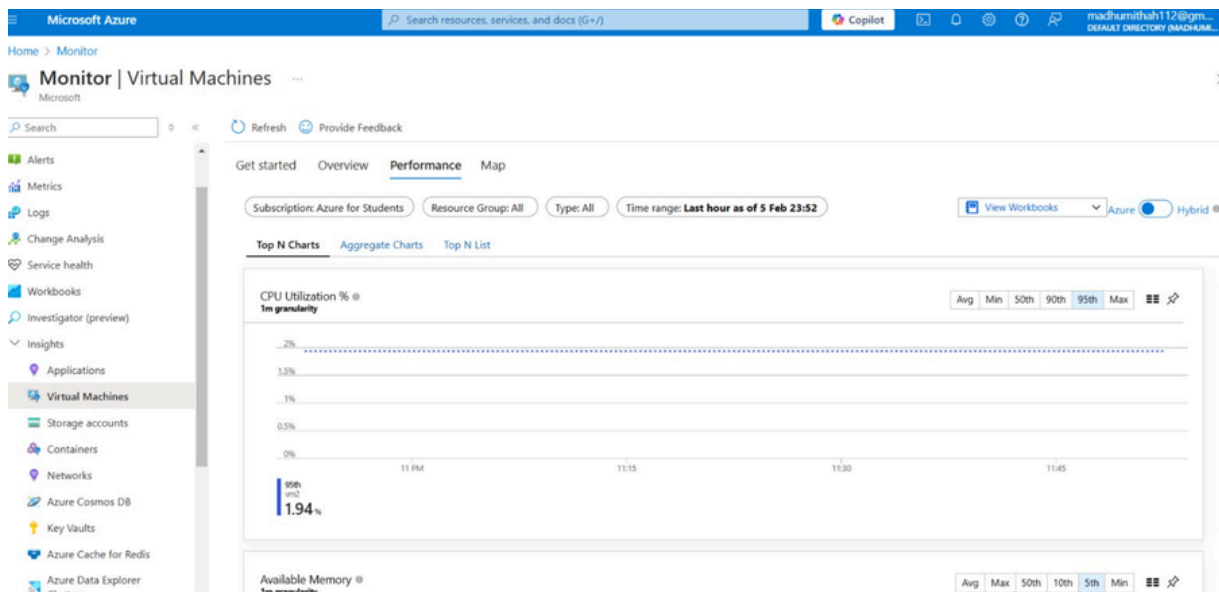 Microsoft Azure
Search resources, services, and docs (G+/)
Copilot
madhumithah112@gm...
DEFAULT DIRECTORY (MADHUMI...
Home > Monitor
Monitor | Virtual Machines ...
Microsoft
Search
Refresh
Provide Feedback
Alerts
Metrics
Logs
Change Analysis
Service health
Workbooks
Investigator (preview)
Insights
Applications
Virtual Machines
Storage accounts
Containers
Networks
Azure Cosmos DB
Key Vaults
Azure Cache for Redis
Azure Data Explorer
Get started Overview Performance Map
Subscription: Azure for Students Resource Group: All Type: All Time range: Last hour as of 5 Feb 23:52
View Workbooks
Azure Hybrid
Top N Charts Aggregate Charts Top N List
CPU Utilization %
1m granularity
Avg Min 50th 90th 95th Max
2%
1.5%
1%
0.5%
0%
11 PM 11:15 11:30 11:45
95th
vm2
1.94 %
Available Memory
1m granularity
Avg Max 50th 10th 5th Min